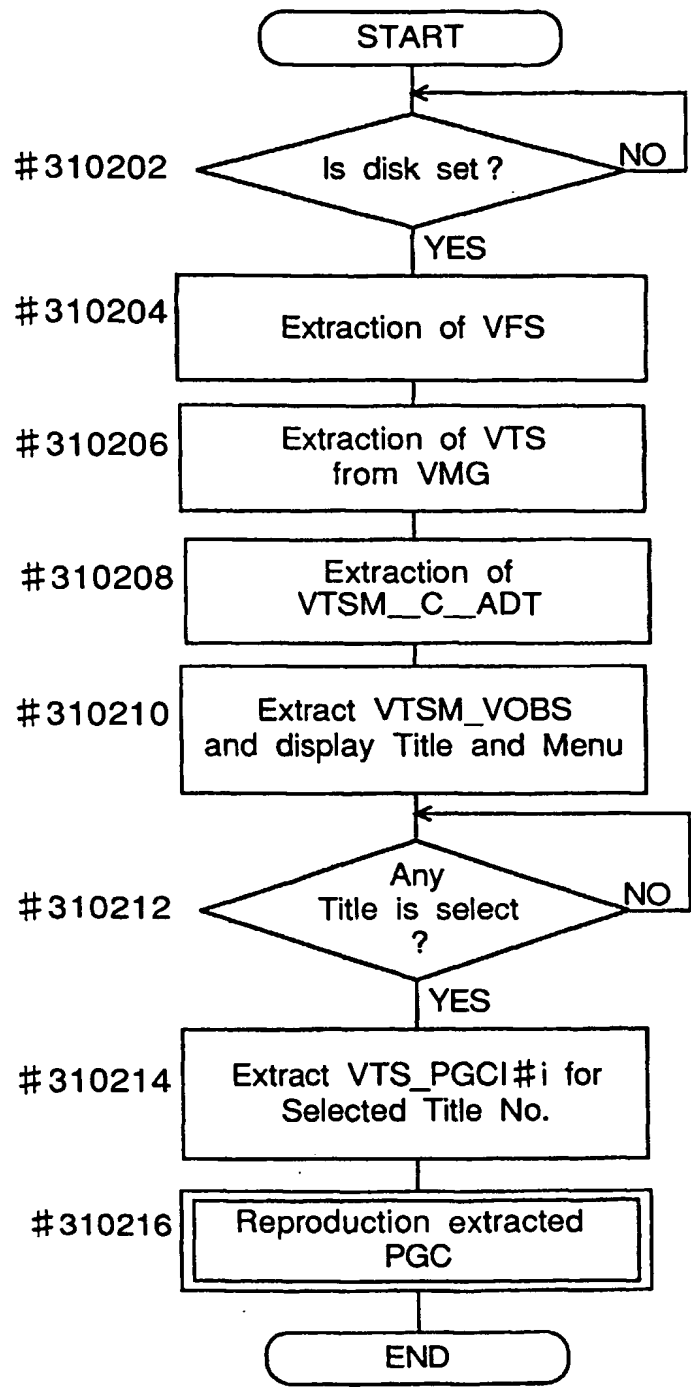 START
#310202
Is disk set?
NO
YES
#310204
Extraction of VFS
#310206
Extraction of VTS
from VMG
#310208
Extraction of
VTSM__C__ADT
#310210
Extract VTSM_VOBS
and display Title and Menu
#310212
Any
Title is select
?
NO
YES
#310214
Extract VTS_PGCI#i for
Selected Title No.
#310216
Reproduction extracted
PGC
END